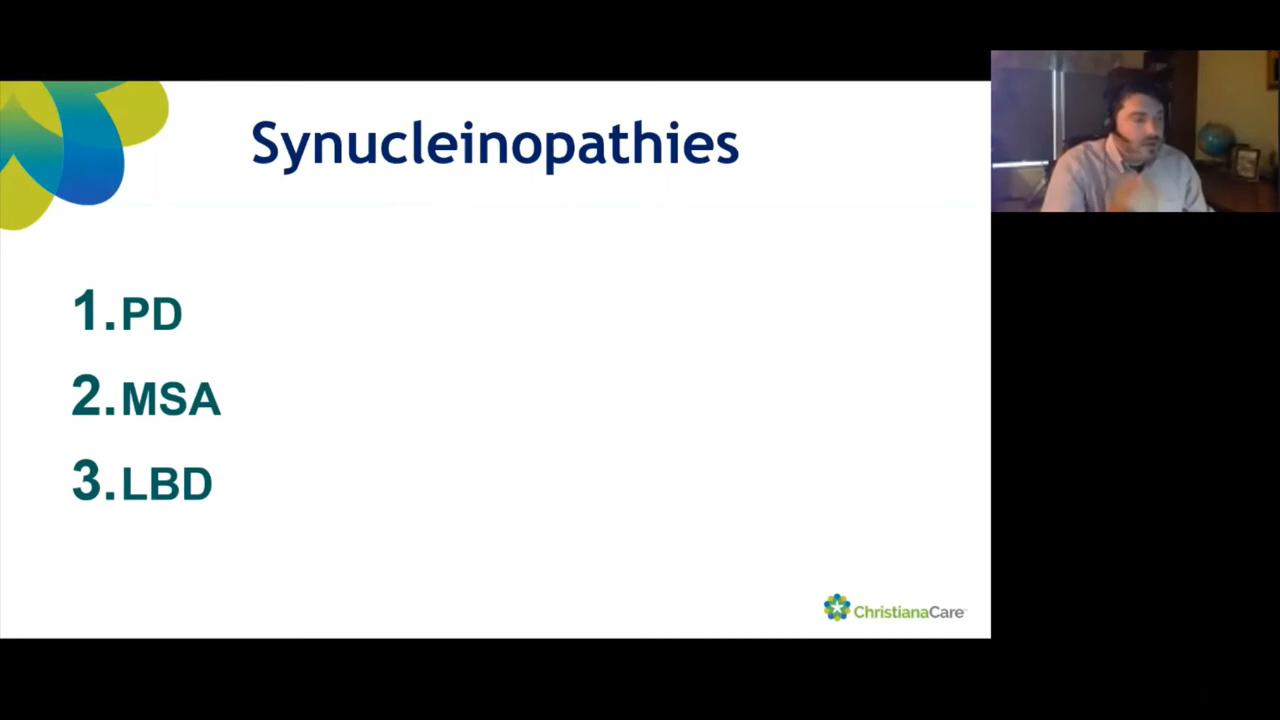 Synucleinopathies
1. PD
2. MSA
3. LBD
ChristianaCare